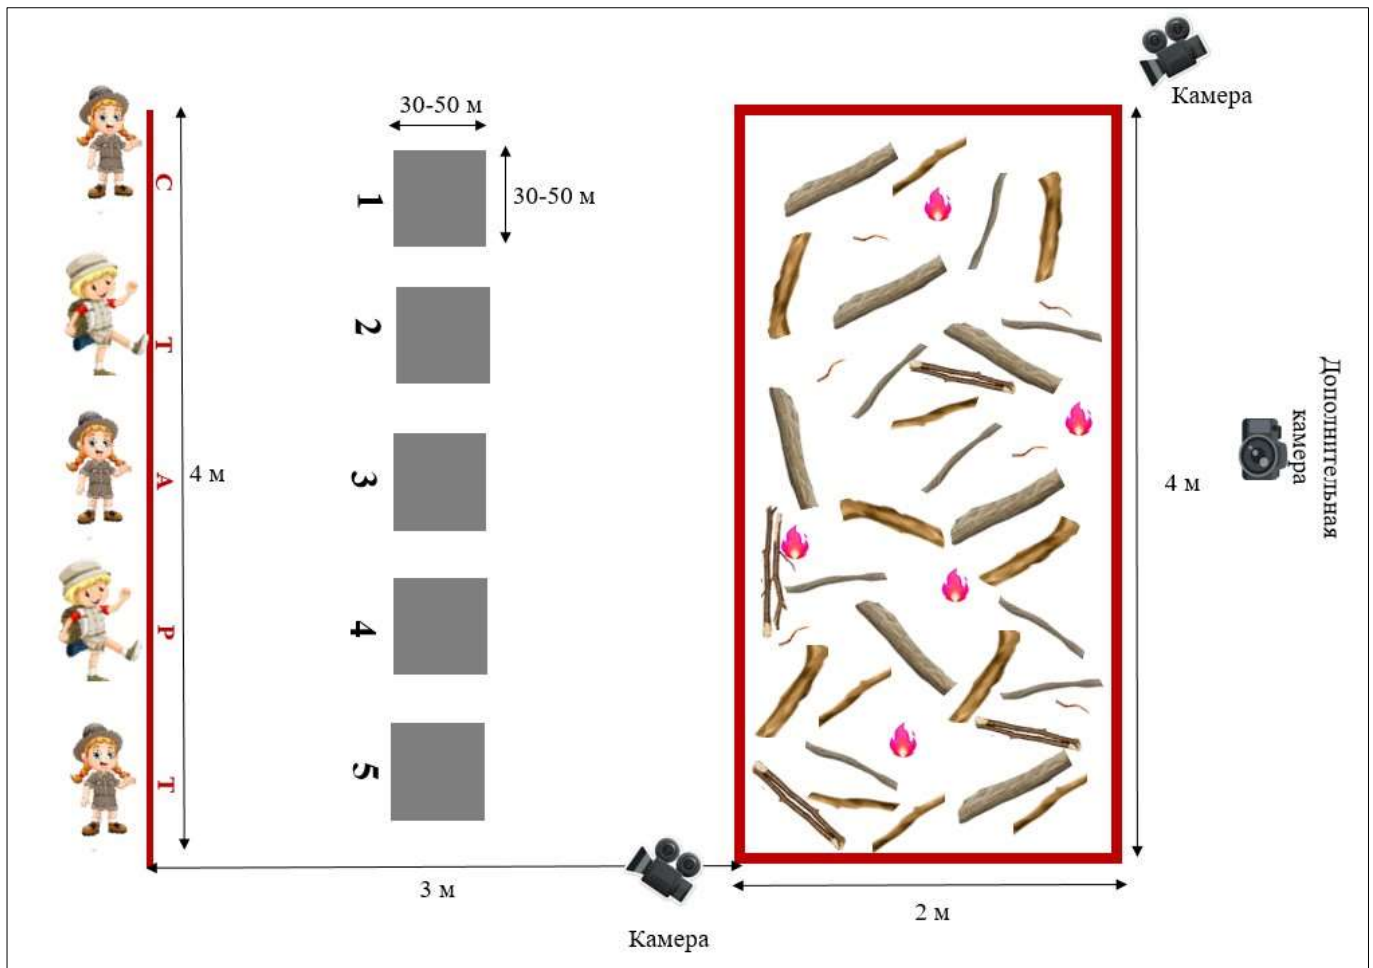 Камера
30-50 м
30-50 м
С
Т
А
Р
Т
1
2
3
4
5
4 м
4 м
Дополнительная
камера
3 м
2 м
Камера